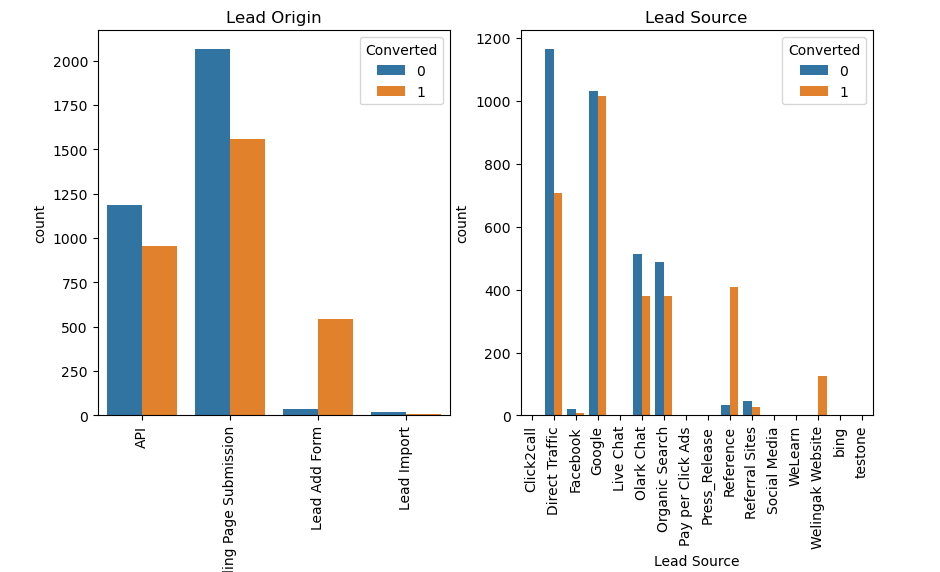 Lead Origin
2000
1750
1500
1250
1000
750
500
250
0
count
Converted
0
1
API
ding Page Submission
Lead Add Form
Lead Import
Lead Source
1200
1000
800
600
400
200
0
count
Converted
0
1
Click2call
Direct Traffic
Facebook
Google
Live Chat
Olark Chat
Organic Search
Pay per Click Ads
Press_Release
Reference
Referral Sites
Social Media
WeLearn
Welingak Website
bing
testone
Lead Source